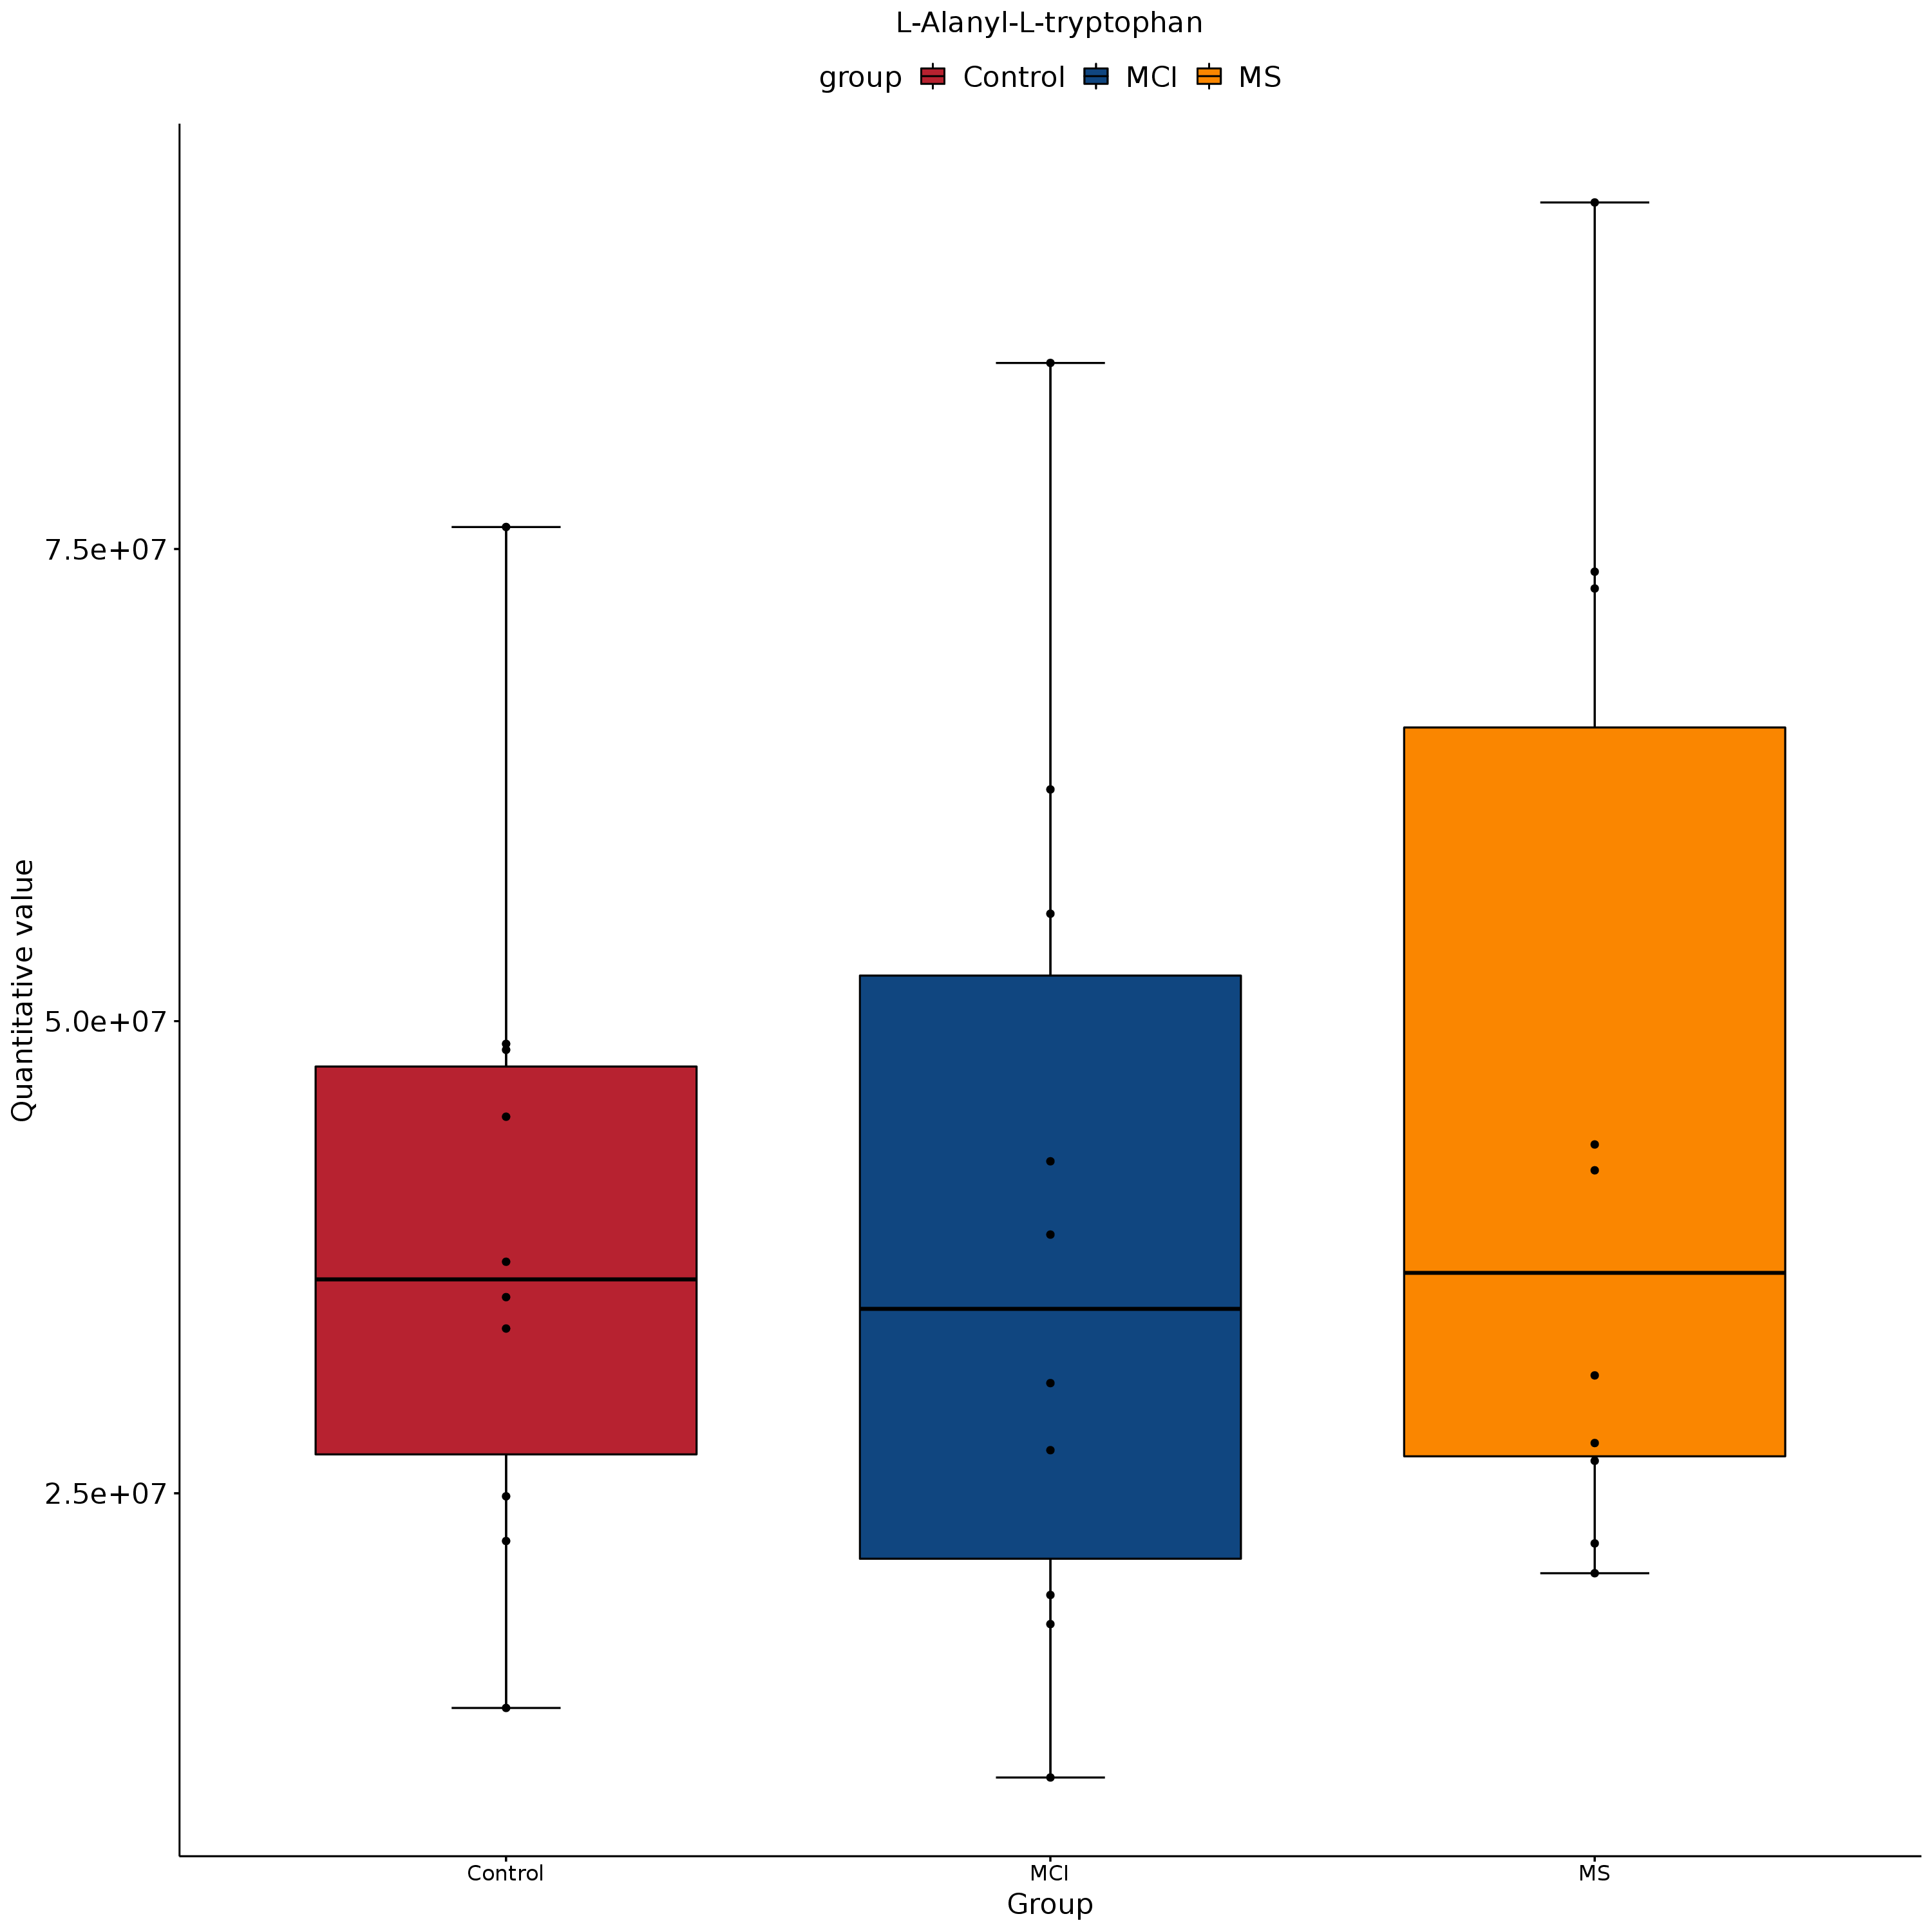 L-Alanyl-L-tryptophan
group Control MCI MS
Quantitative value
7.5e+07
5.0e+07
2.5e+07
Control MCI MS
Group